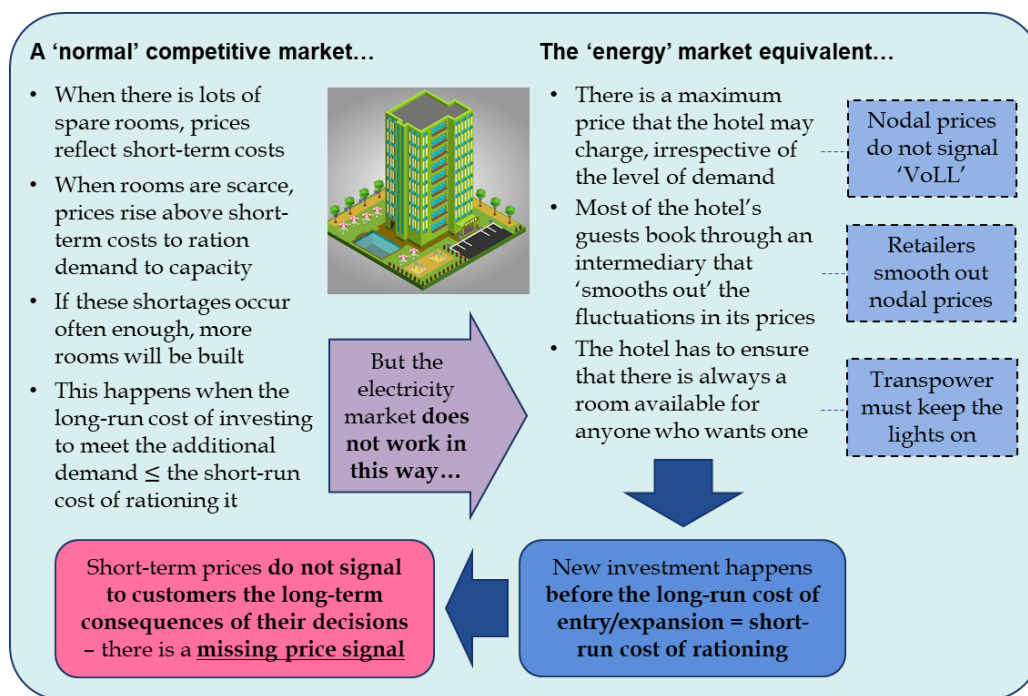 A ‘normal’ competitive market…
• When there is lots of
spare rooms, prices
reflect short-term costs
• When rooms are scarce,
prices rise above short-
term costs to ration
demand to capacity
• If these shortages occur
often enough, more
rooms will be built
• This happens when the
long-run cost of investing
to meet the additional
demand ≤ the short-run
cost of rationing it
But the
electricity
market does
not work in
this way…
The ‘energy’ market equivalent…
• There is a maximum
price that the hotel may
charge, irrespective of
the level of demand
• Most of the hotel’s
guests book through an
intermediary that
‘smooths out’ the
fluctuations in its prices
• The hotel has to ensure
that there is always a
room available for
anyone who wants one
Nodal prices
do not signal
‘VoLL’
Retailers
smooth out
nodal prices
Transpower
must keep the
lights on
New investment happens
before the long-run cost of
entry/expansion = short-
run cost of rationing
Short-term prices do not signal
to customers the long-term
consequences of their decisions
– there is a missing price signal